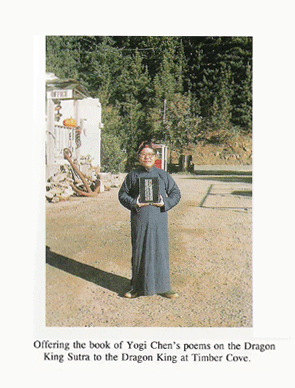 OFFICE
Offering the book of Yogi Chen's poems on the Dragon
King Sutra to the Dragon King at Timber Cove.